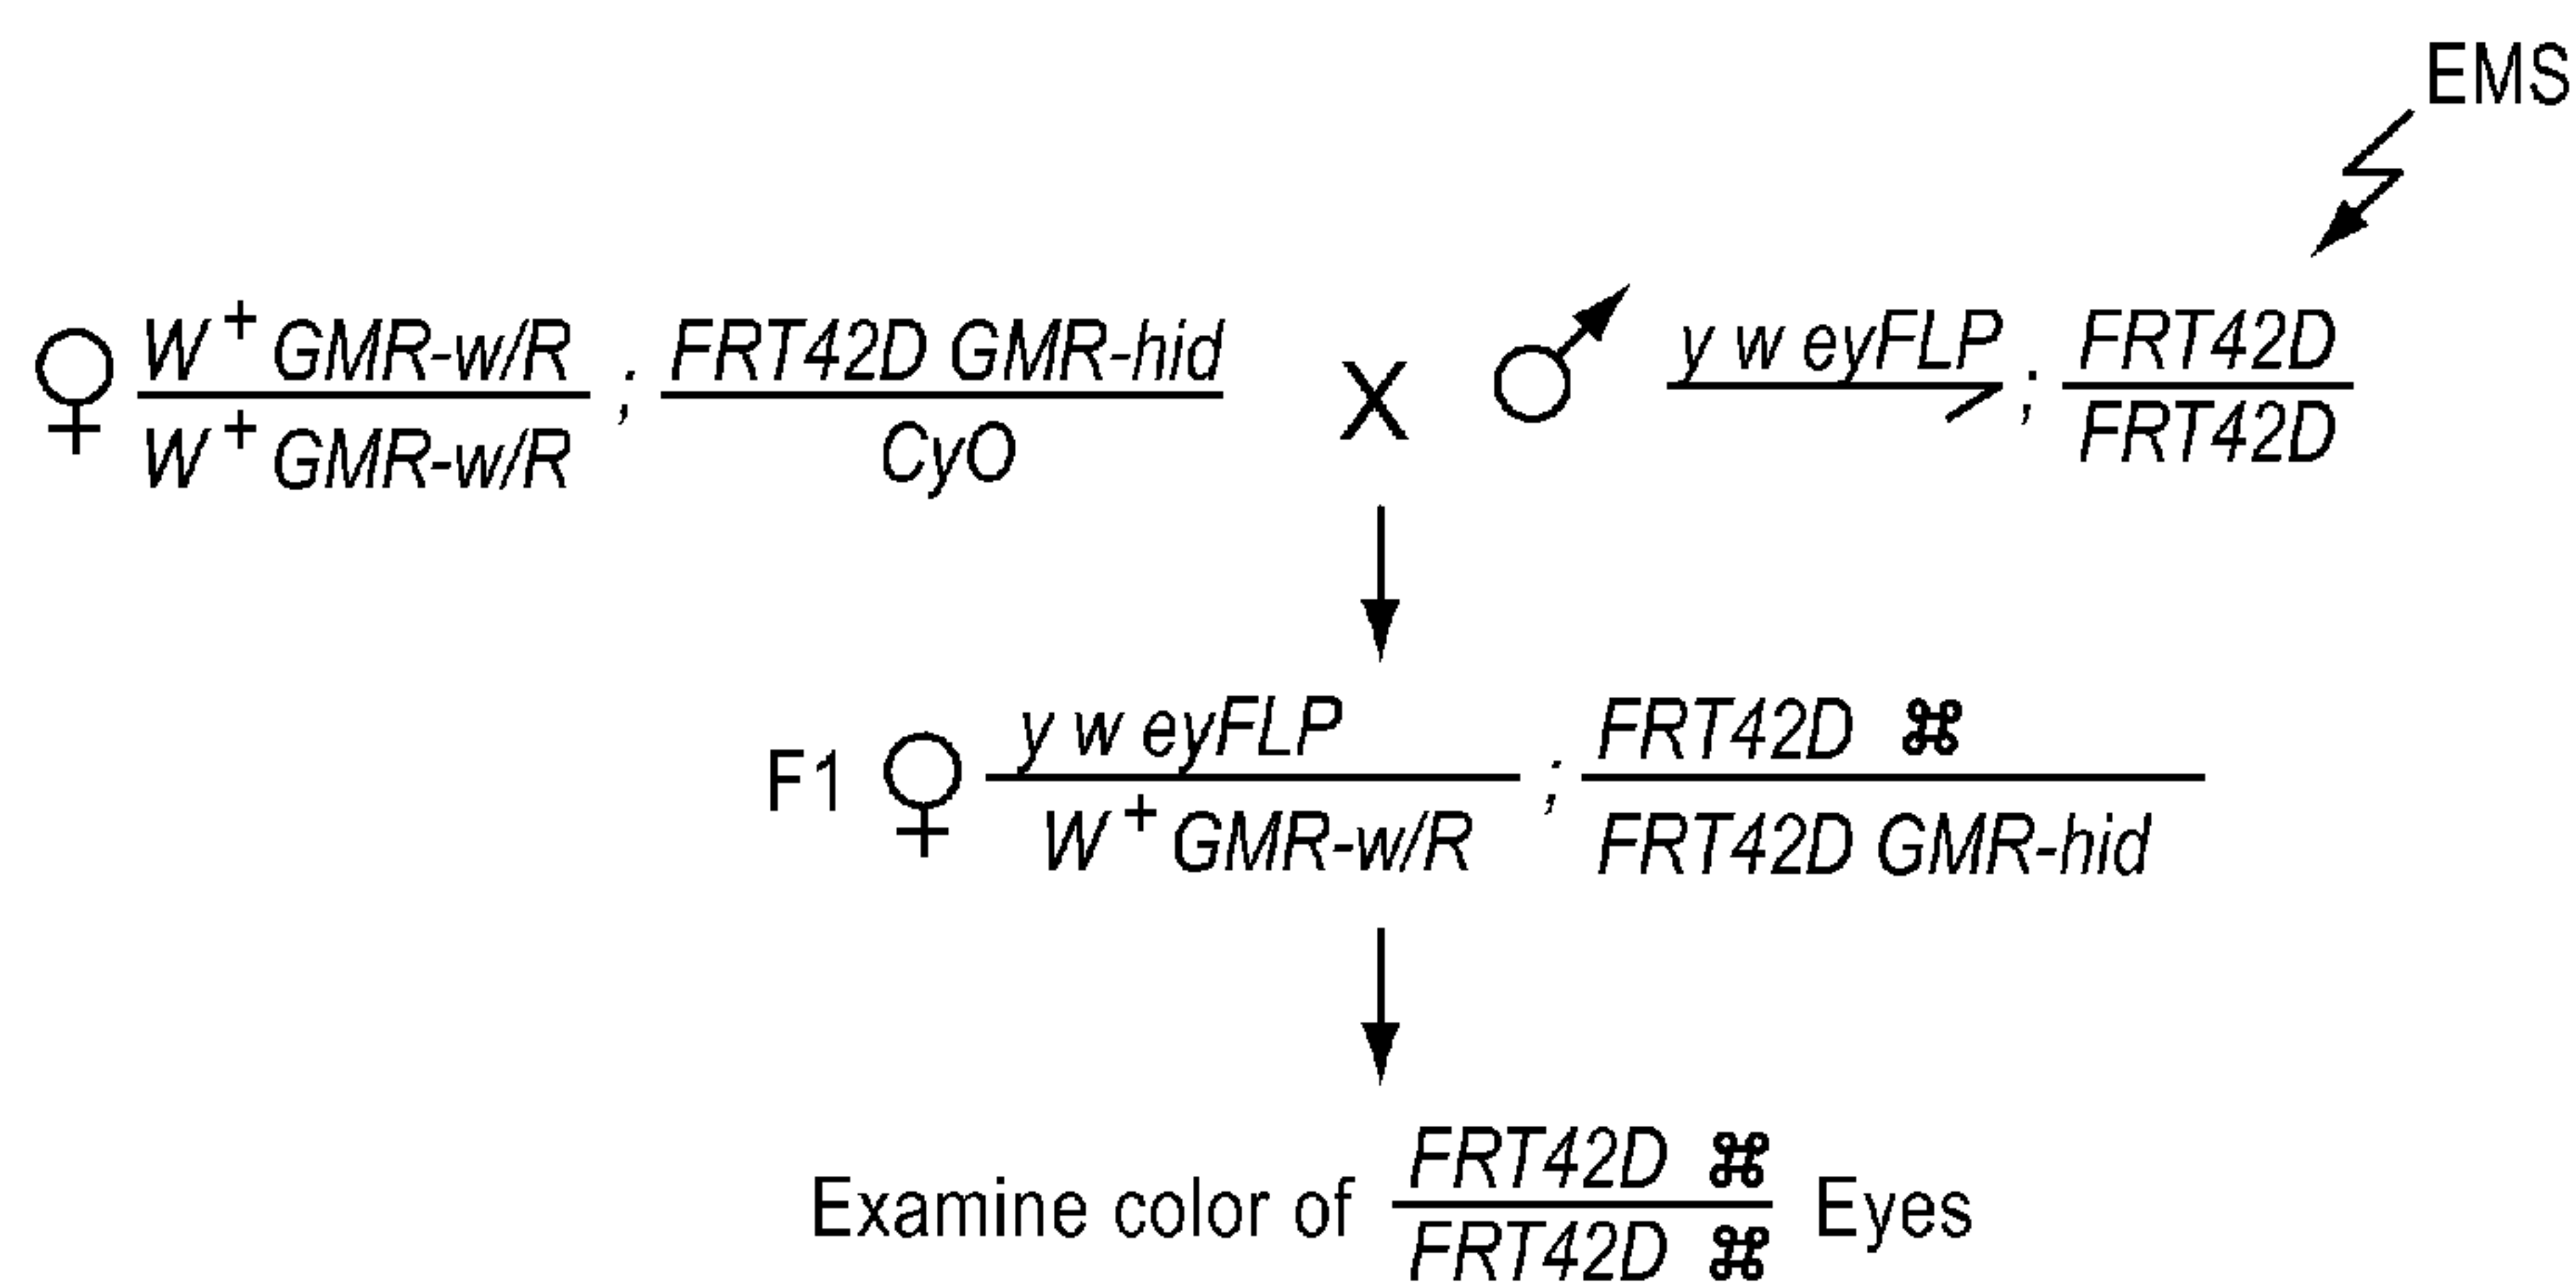 EMS
W+ GMR-w/R ; FRT42D GMR-hid X y w eyFLP ; FRT42D
W+ GMR-w/R CyO FRT42D
F1 y w eyFLP ; FRT42D ⌘
W+ GMR-w/R FRT42D GMR-hid
Examine color of FRT42D ⌘ Eyes
FRT42D ⌘